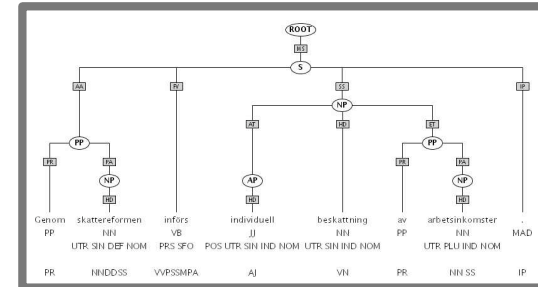 ROOT
MS
S
AA FV SS IP
NP
AT HD ET
PP PP
PR PA PR PA
NP AP NP
HD HD HD
Genom skattereformen införs individuell beskattning av arbetsinkomster .
PP NN VB JJ NN PP NN MAD
UTR SIN DEF NOM PRS SFO POS UTR SIN IND NOM UTR SIN IND NOM UTR PLU IND NOM
PR NNDDSS VVPSSMPA AJ VN PR NN SS IP